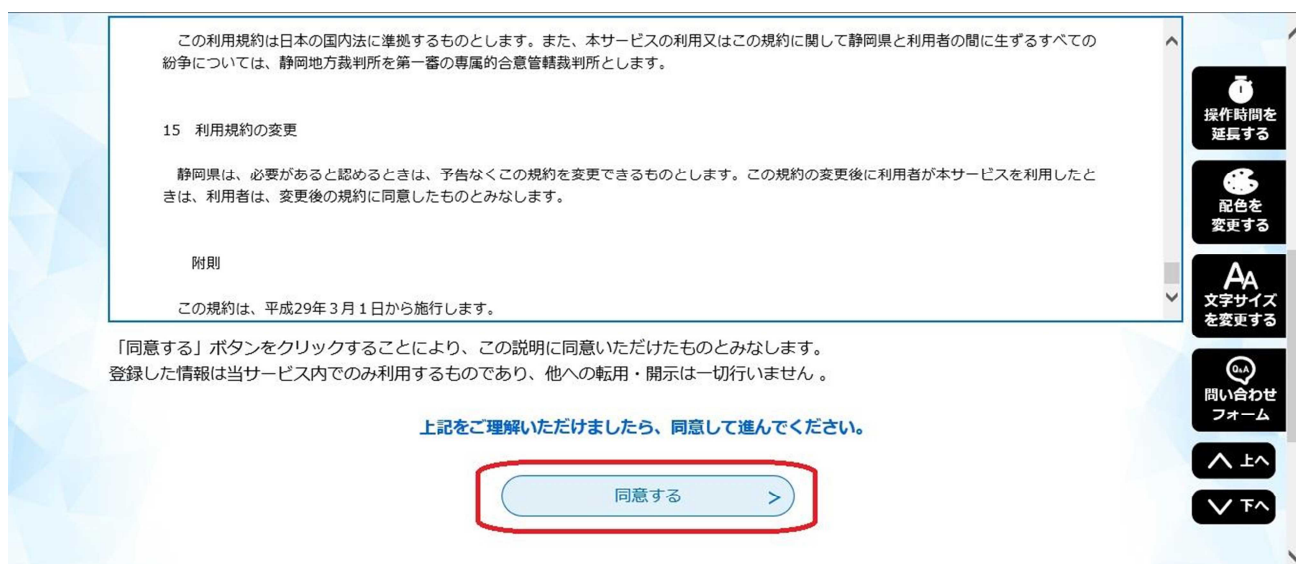 この利用規約は日本の国内法に準拠するものとします。また、本サービスの利用又はこの規約に関して静岡県と利用者の間に生ずるすべての
紛争については、静岡地方裁判所を第一審の専属的合意管轄裁判所とします。
15 利用規約の変更
静岡県は、必要があると認めるときは、予告なくこの規約を変更できるものとします。この規約の変更後に利用者が本サービスを利用したと
きは、利用者は、変更後の規約に同意したものとみなします。
附則
この規約は、平成29年３月１日から施行します。
「同意する」ボタンをクリックすることにより、この説明に同意いただけたものとみなします。
登録した情報は当サービス内でのみ利用するものであり、他への転用・開示は一切行いません 。
上記をご理解いただけましたら、同意して進んでください。
同意する >
操作時間を
延長する
配色を
変更する
AA
文字サイズ
を変更する
Q&A
問い合わせ
フォーム
上へ
下へ